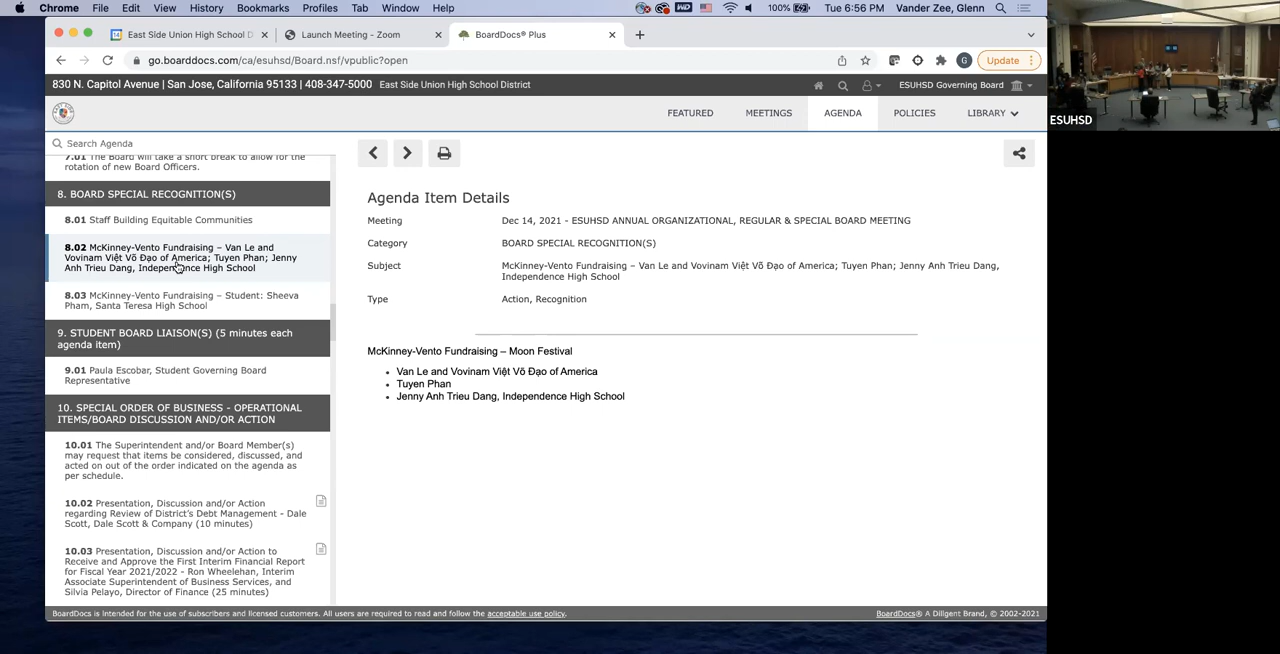 Chrome File Edit View History Bookmarks Profiles Tab Window Help 100% Tue 6:56 PM Vander Zee, Glenn
East Side Union High School D Launch Meeting - Zoom BoardDocs® Plus
go.boarddocs.com/ca/esuhsd/Board.nsf/vpublic?open G Update
830 N. Capitol Avenue | San Jose, California 95133 | 408-347-5000 East Side Union High School District ESUHSD Governing Board
FEATURED MEETINGS AGENDA POLICIES LIBRARY
ESUHSD
Search Agenda
7.01 The Board will take a short break to allow for the
rotation of new Board Officers.
8. BOARD SPECIAL RECOGNITION(S)
8.01 Staff Building Equitable Communities
8.02 McKinney-Vento Fundraising – Van Le and
Vovinam Việt Võ Đạo of America; Tuyen Phan; Jenny
Anh Trieu Dang, Independence High School
8.03 McKinney-Vento Fundraising – Student: Sheeva
Pham, Santa Teresa High School
9. STUDENT BOARD LIAISON(S) (5 minutes each
agenda item)
9.01 Paula Escobar, Student Governing Board
Representative
10. SPECIAL ORDER OF BUSINESS - OPERATIONAL
ITEMS/BOARD DISCUSSION AND/OR ACTION
10.01 The Superintendent and/or Board Member(s)
may request that items be considered, discussed, and
acted on out of the order indicated on the agenda as
per schedule.
10.02 Presentation, Discussion and/or Action
regarding Review of District's Debt Management - Dale
Scott, Dale Scott & Company (10 minutes)
10.03 Presentation, Discussion and/or Action to
Receive and Approve the First Interim Financial Report
for Fiscal Year 2021/2022 - Ron Wheelehan, Interim
Associate Superintendent of Business Services, and
Silvia Pelayo, Director of Finance (25 minutes)
Agenda Item Details
Meeting Dec 14, 2021 - ESUHSD ANNUAL ORGANIZATIONAL, REGULAR & SPECIAL BOARD MEETING
Category BOARD SPECIAL RECOGNITION(S)
Subject McKinney-Vento Fundraising – Van Le and Vovinam Việt Võ Đạo of America; Tuyen Phan; Jenny Anh Trieu Dang,
Independence High School
Type Action, Recognition
McKinney-Vento Fundraising – Moon Festival
• Van Le and Vovinam Việt Võ Đạo of America
• Tuyen Phan
• Jenny Anh Trieu Dang, Independence High School
BoardDocs is intended for the use of subscribers and licensed customers. All users are required to read and follow the acceptable use policy. BoardDocs® A Diligent Brand, © 2002-2021